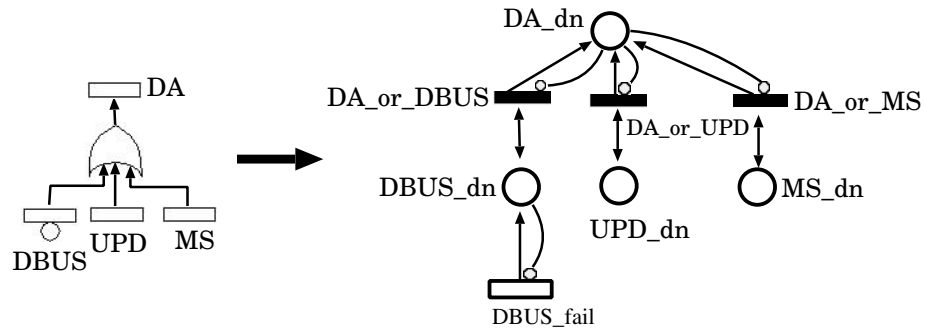 DA_dn
DA
DA_or_DBUS
DA_or_UPD
DA_or_MS
DBUS_dn
UPD_dn
MS_dn
DBUS
UPD
MS
DBUS_fail